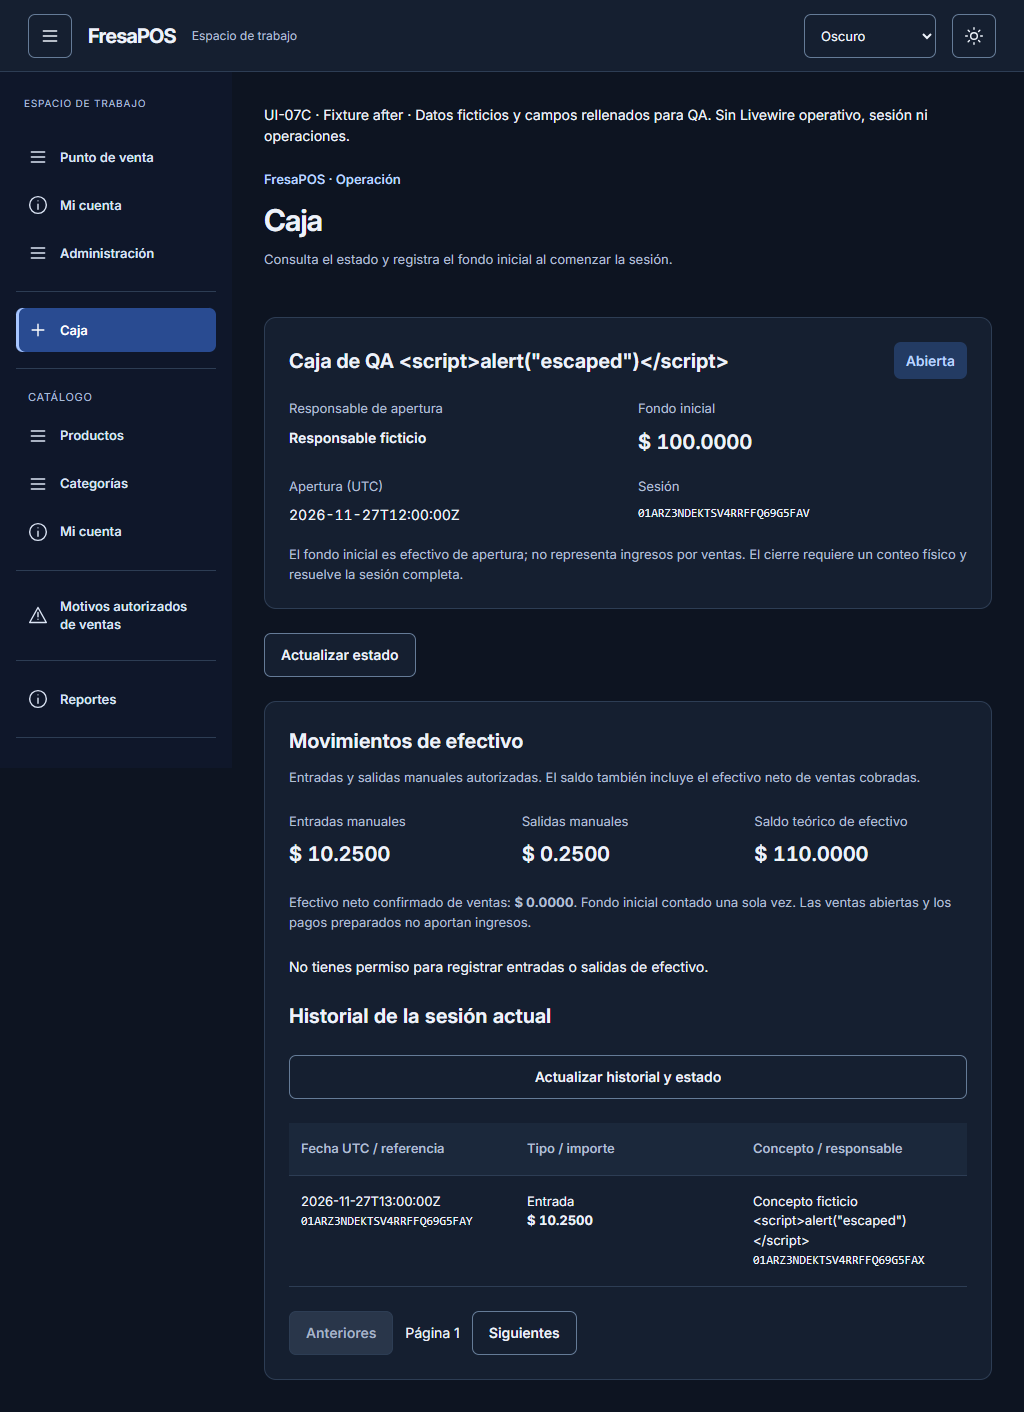 FresaPOS
Espacio de trabajo
Oscuro
ESPACIO DE TRABAJO
Punto de venta
Mi cuenta
Administración
Caja
CATÁLOGO
Productos
Categorías
Mi cuenta
Motivos autorizados
de ventas
Reportes
UI-07C · Fixture after · Datos ficticios y campos rellenados para QA. Sin Livewire operativo, sesión ni
operaciones.
FresaPOS · Operación
Caja
Consulta el estado y registra el fondo inicial al comenzar la sesión.
Caja de QA <script>alert("escaped")</script>
Abierta
Responsable de apertura
Responsable ficticio
Fondo inicial
$ 100.0000
Apertura (UTC)
2026-11-27T12:00:00Z
Sesión
01ARZ3NDEKTSV4RRFFQ69G5FAV
El fondo inicial es efectivo de apertura; no representa ingresos por ventas. El cierre requiere un conteo físico y
resuelve la sesión completa.
Actualizar estado
Movimientos de efectivo
Entradas y salidas manuales autorizadas. El saldo también incluye el efectivo neto de ventas cobradas.
Entradas manuales
$ 10.2500
Salidas manuales
$ 0.2500
Saldo teórico de efectivo
$ 110.0000
Efectivo neto confirmado de ventas: $ 0.0000. Fondo inicial contado una sola vez. Las ventas abiertas y los
pagos preparados no aportan ingresos.
No tienes permiso para registrar entradas o salidas de efectivo.
Historial de la sesión actual
Actualizar historial y estado
Fecha UTC / referencia
Tipo / importe
Concepto / responsable
2026-11-27T13:00:00Z
01ARZ3NDEKTSV4RRFFQ69G5FAY
Entrada
$ 10.2500
Concepto ficticio
<script>alert("escaped")
</script>
01ARZ3NDEKTSV4RRFFQ69G5FAX
Anteriores
Página 1
Siguientes